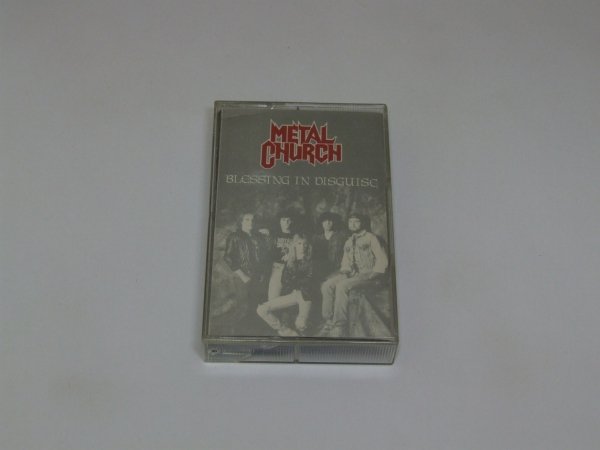 METAL
CHURCH
BLESSING IN DISGUISE